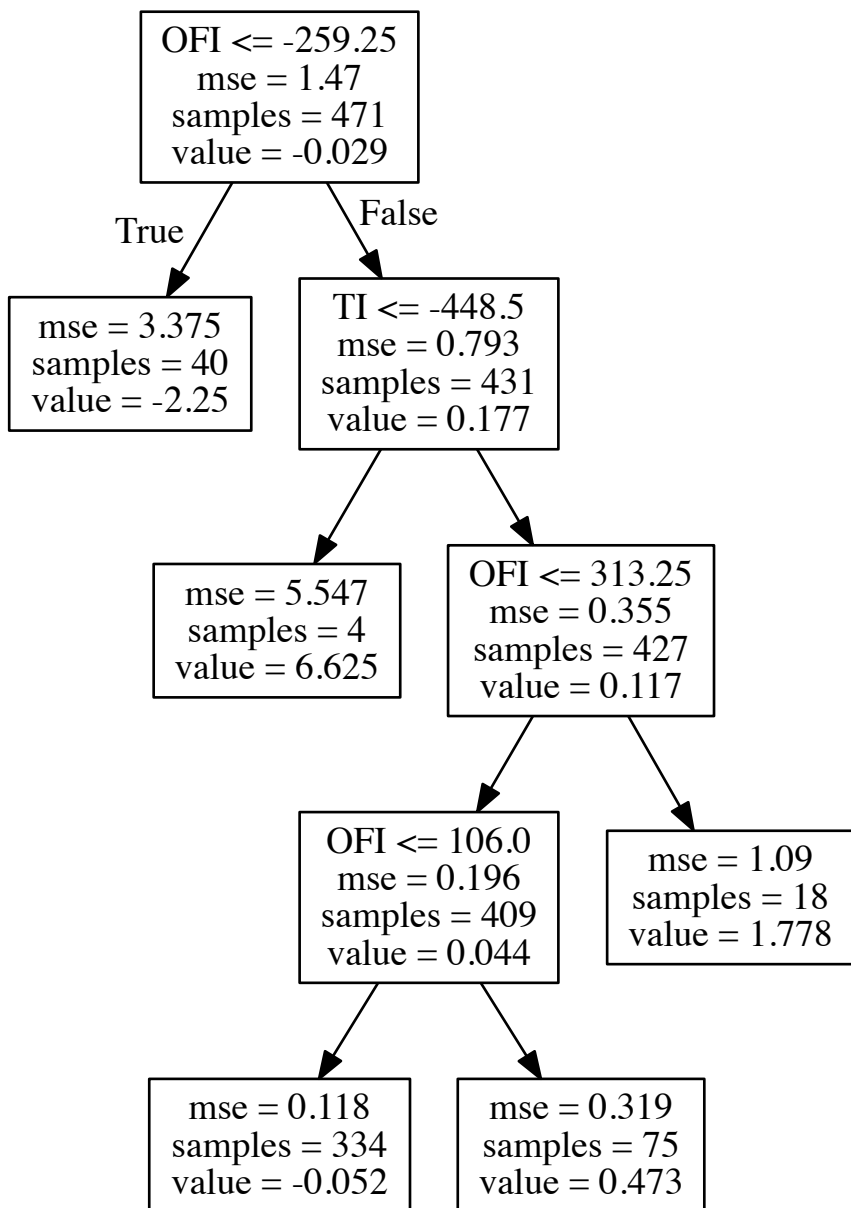 OFI <= -259.25
mse = 1.47
samples = 471
value = -0.029
True
False
mse = 3.375
samples = 40
value = -2.25
TI <= -448.5
mse = 0.793
samples = 431
value = 0.177
mse = 5.547
samples = 4
value = 6.625
OFI <= 313.25
mse = 0.355
samples = 427
value = 0.117
OFI <= 106.0
mse = 0.196
samples = 409
value = 0.044
mse = 1.09
samples = 18
value = 1.778
mse = 0.118
samples = 334
value = -0.052
mse = 0.319
samples = 75
value = 0.473